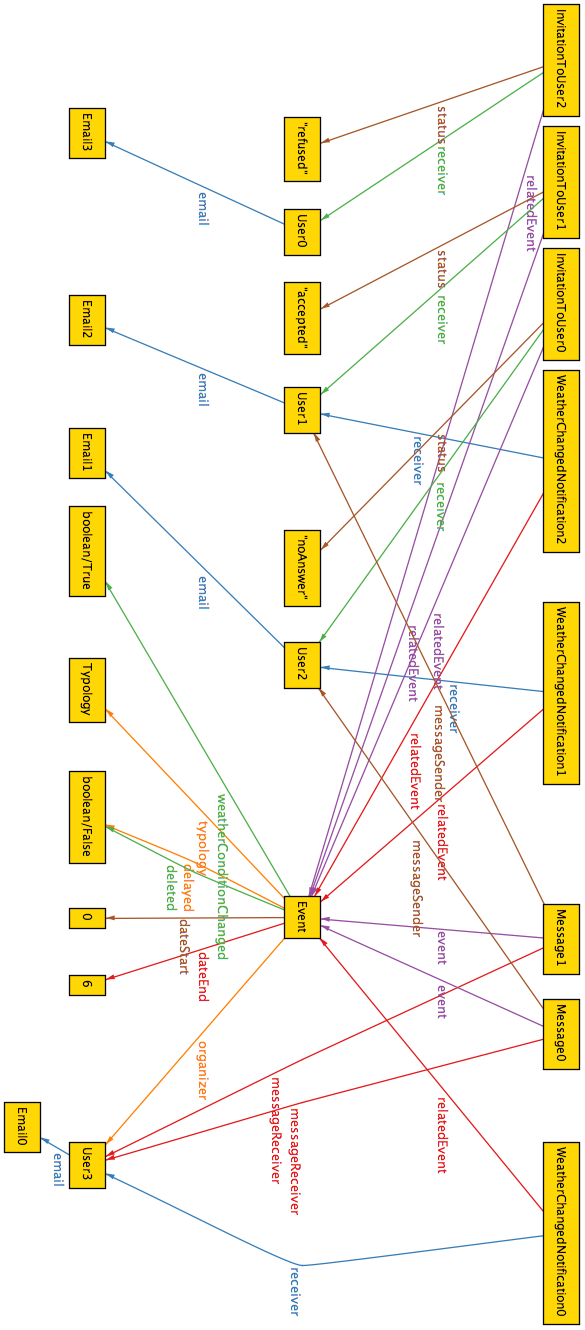 InvitationToUser2
InvitationToUser1
InvitationToUser0
WeatherChangedNotification2
WeatherChangedNotification1
Message1
Message0
WeatherChangedNotification0
relatedEvent
receiver
status
receiver
status
receiver
status
receiver
relatedEvent
messageSender
relatedEvent
event
event
relatedEvent
receiver
relatedEvent
relatedEvent
messageSender
"refused"
User0
"accepted"
User1
"noAnswer"
User2
Event
messageReceiver
receiver
messageReceiver
weatherConditionChanged
email
email
email
typology
dateEnd
organizer
delayed
dateStart
deleted
Email3
Email2
Email1
boolean/True
Typology
boolean/False
0
6
User3
email
Email0